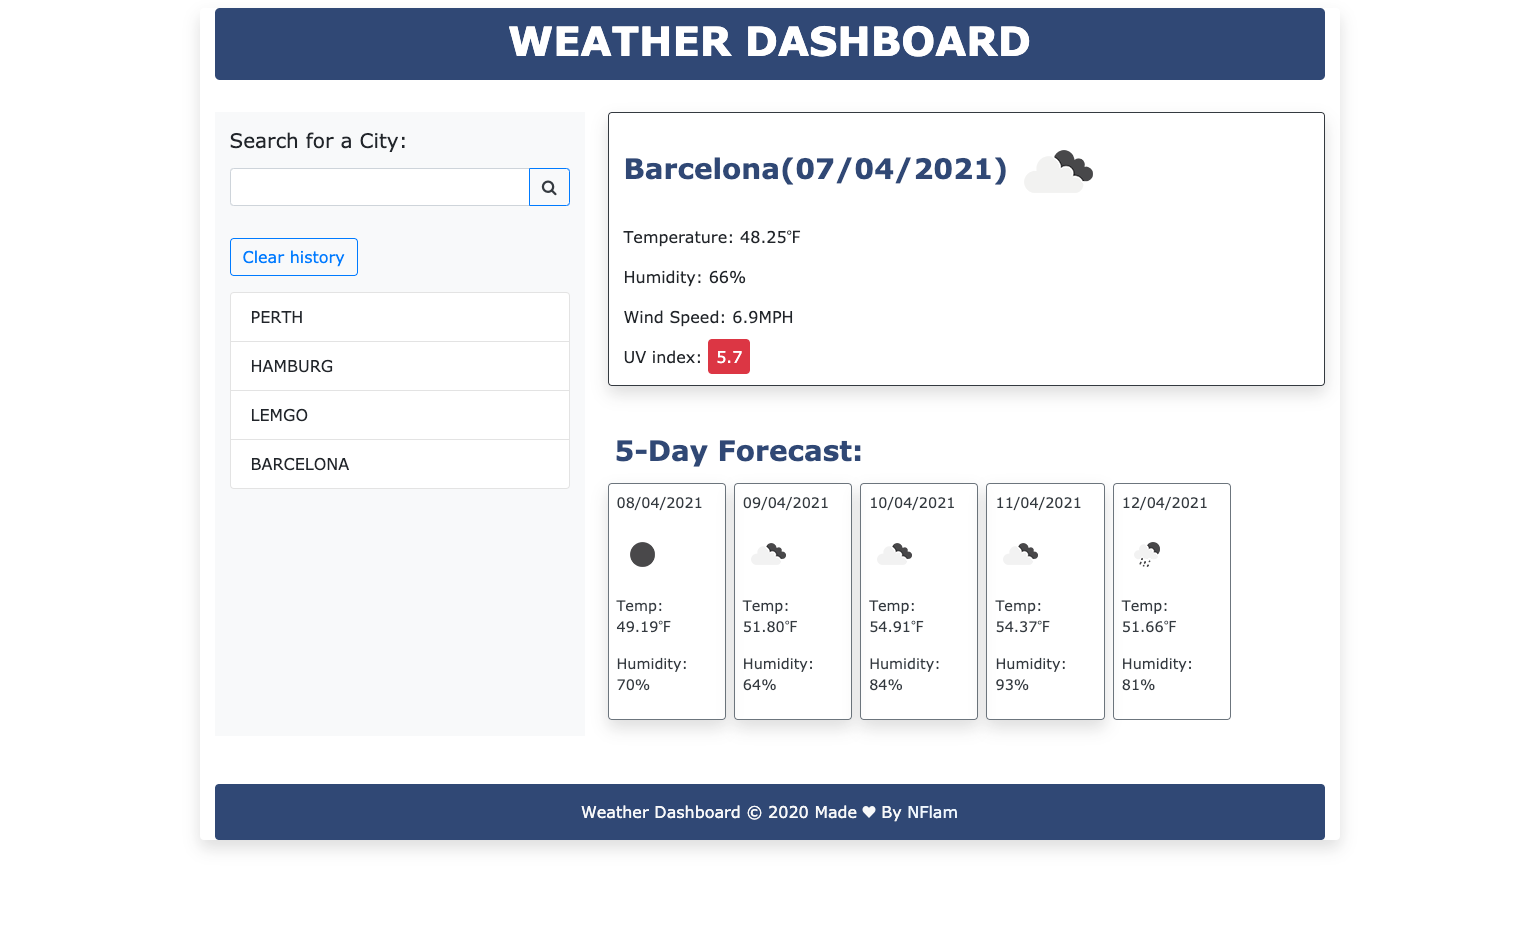 WEATHER DASHBOARD
Search for a City:
Clear history
PERTH
HAMBURG
LEMGO
BARCELONA
Barcelona(07/04/2021)
Temperature: 48.25°F
Humidity: 66%
Wind Speed: 6.9MPH
UV index: 5.7
5-Day Forecast:
08/04/2021
Temp:
49.19°F
Humidity:
70%
09/04/2021
Temp:
51.80°F
Humidity:
64%
10/04/2021
Temp:
54.91°F
Humidity:
84%
11/04/2021
Temp:
54.37°F
Humidity:
93%
12/04/2021
Temp:
51.66°F
Humidity:
81%
Weather Dashboard © 2020 Made ♥ By NFlam